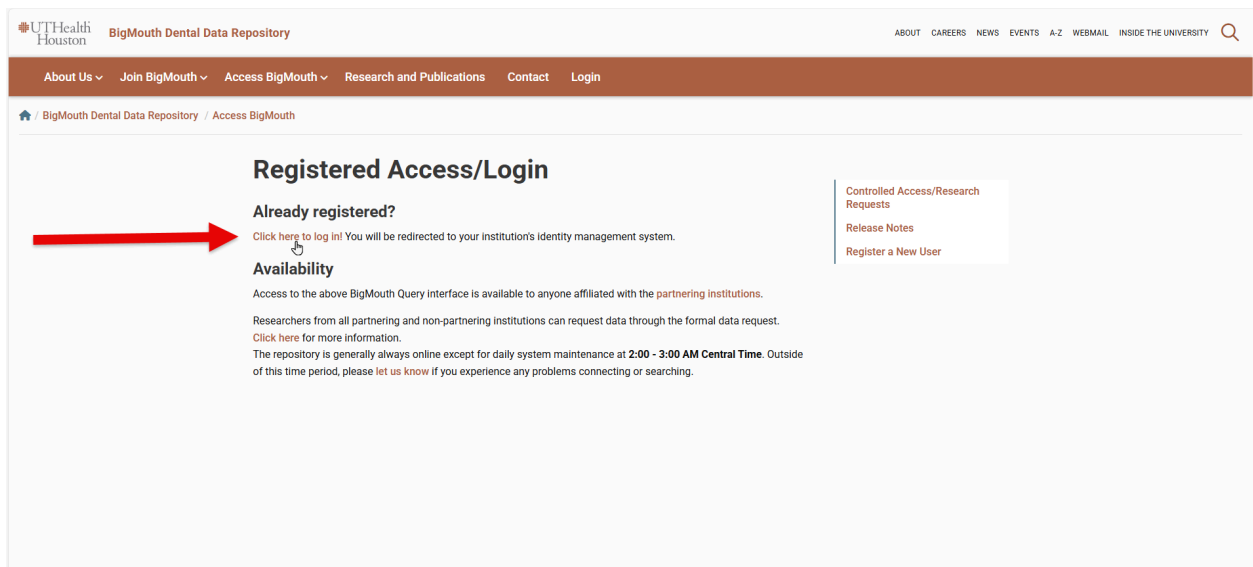 UTHealth
Houston
BigMouth Dental Data Repository
ABOUT CAREERS NEWS EVENTS A-Z WEBMAIL INSIDE THE UNIVERSITY
About Us Join BigMouth Access BigMouth Research and Publications Contact Login
/ BigMouth Dental Data Repository / Access BigMouth
Registered Access/Login
Already registered?
Click here to log in! You will be redirected to your institution's identity management system.
Availability
Access to the above BigMouth Query interface is available to anyone affiliated with the partnering institutions.
Researchers from all partnering and non-partnering institutions can request data through the formal data request.
Click here for more information.
The repository is generally always online except for daily system maintenance at 2:00 - 3:00 AM Central Time. Outside
of this time period, please let us know if you experience any problems connecting or searching.
Controlled Access/Research
Requests
Release Notes
Register a New User